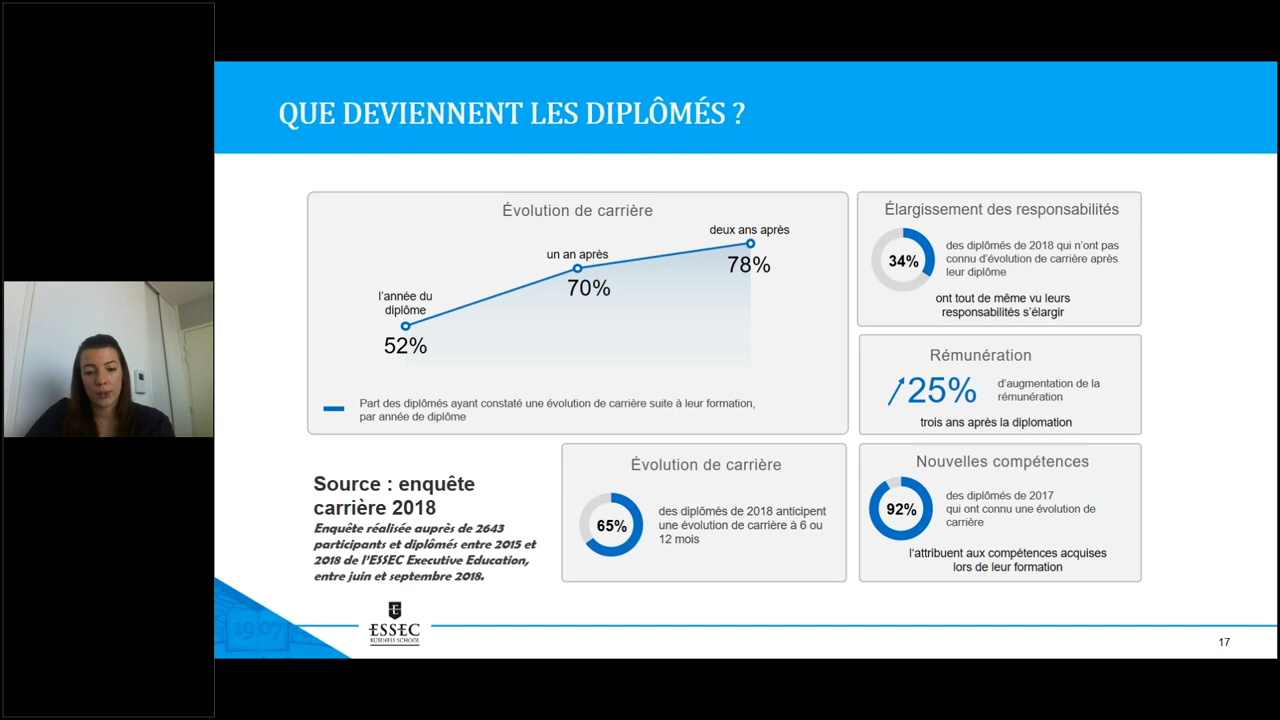 QUE DEVIENNENT LES DIPLÔMÉS ?
Évolution de carrière
l'année du
diplôme
52%
un an après
70%
deux ans après
78%
Part des diplômés ayant constaté une évolution de carrière suite à leur formation,
par année de diplôme
Élargissement des responsabilités
34%
des diplômés de 2018 qui n'ont pas
connu d'évolution de carrière après
leur diplôme
ont tout de même vu leurs
responsabilités s'élargir
Rémunération
25%
d'augmentation de la
rémunération
trois ans après la diplomation
Source : enquête
carrière 2018
Enquête réalisée auprès de 2643
participants et diplômés entre 2015 et
2018 de l'ESSEC Executive Education,
entre juin et septembre 2018.
Évolution de carrière
65%
des diplômés de 2018 anticipent
une évolution de carrière à 6 ou
12 mois
Nouvelles compétences
92%
des diplômés de 2017
qui ont connu une évolution de
carrière
l'attribuent aux compétences acquises
lors de leur formation
1907
E
ESSEC
BUSINESS SCHOOL
17